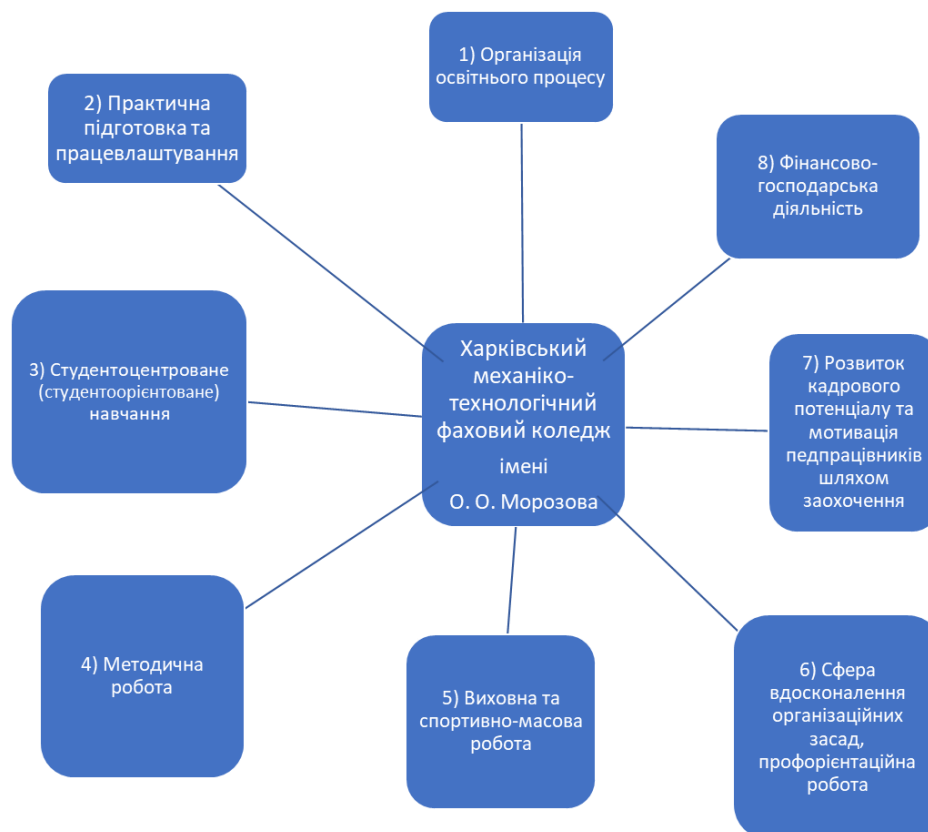 1) Організація
освітнього процесу
2) Практична
підготовка та
працевлаштування
8) Фінансово-
господарська
діяльність
3) Студентоцентроване
(студентоорієнтоване)
навчання
Харківський
механіко-
технологічний
фаховий коледж
імені
О. О. Морозова
7) Розвиток
кадрового
потенціалу та
мотивація
педпрацівників
шляхом
заохочення
4) Методична
робота
5) Виховна та
спортивно-масова
робота
6) Сфера
вдосконалення
організаційних
засад,
профорієнтаційна
робота